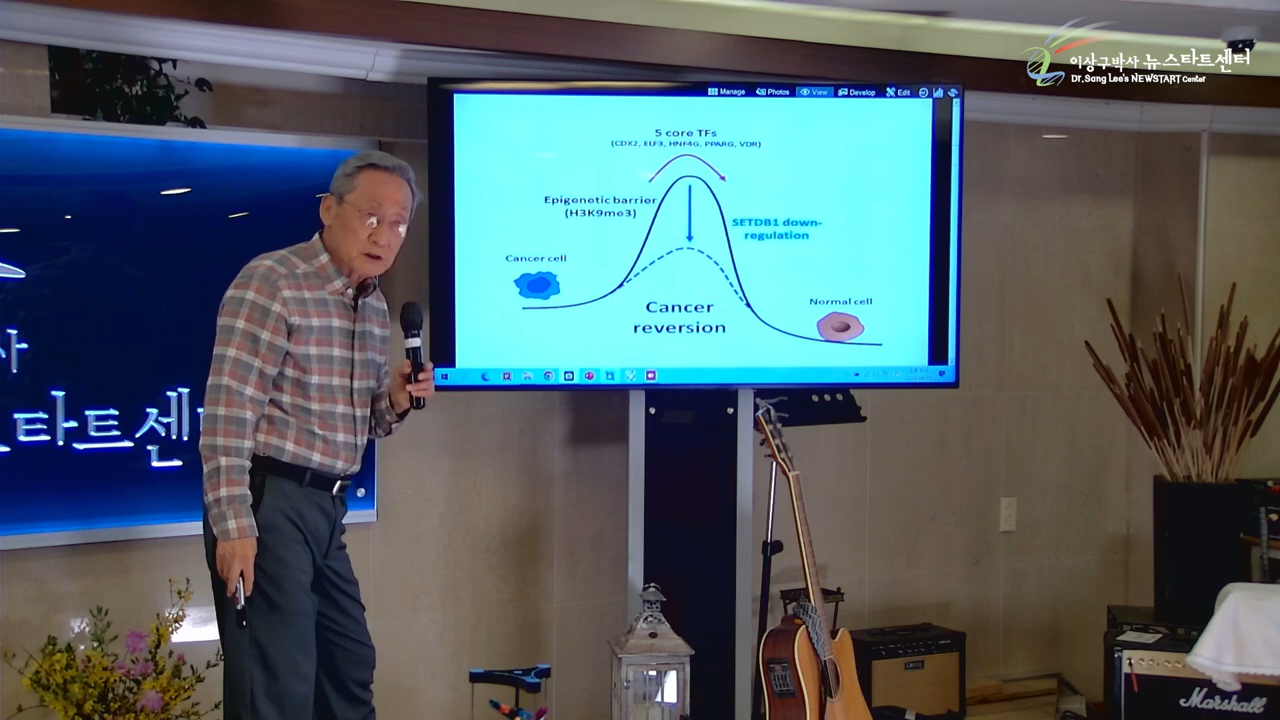 이상구박사 뉴스타트센터
Dr. Sang Lee's NEWSTART Center
Manage
Photos
View
Develop
Edit
5 core TFs
(CDX2, ELF3, HNF4G, PPARG, VDR)
Epigenetic barrier
(H3K9me3)
SETDB1 down-
regulation
Cancer cell
Normal cell
Cancer
reversion
사
스타트센
Marshall